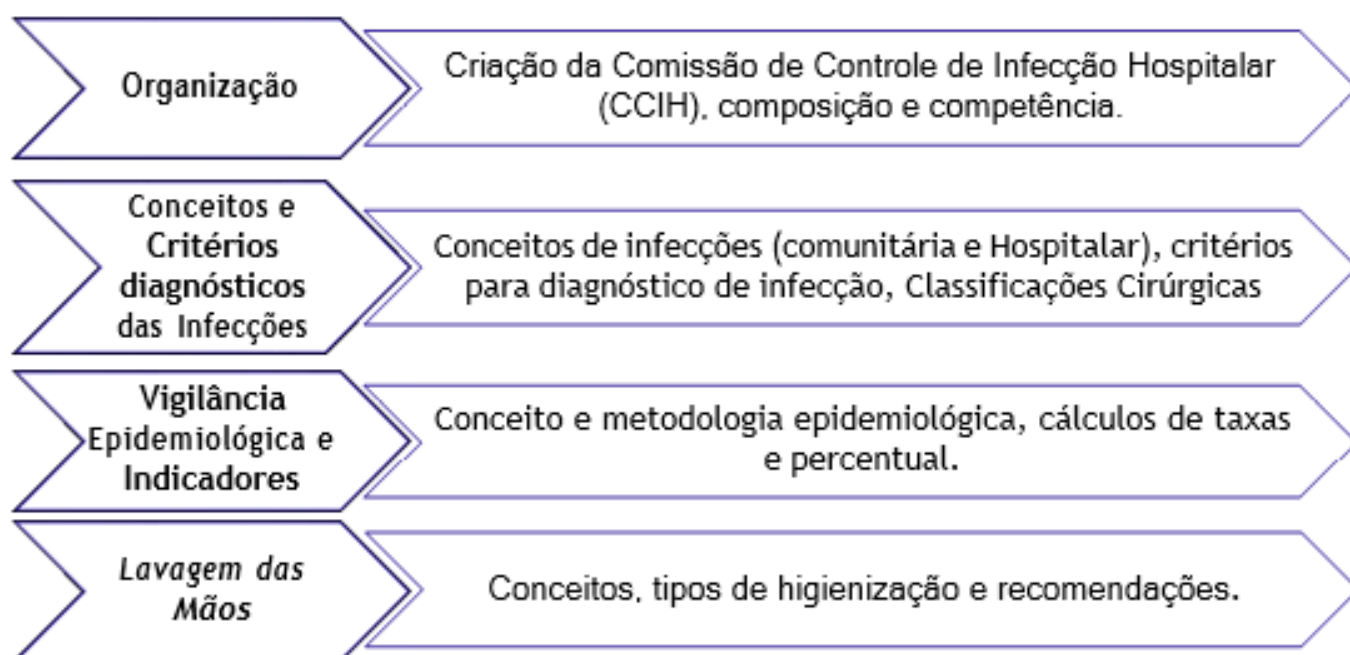 Organização
Criação da Comissão de Controle de Infecção Hospitalar
(CCIH), composição e competência.
Conceitos e
Critérios
diagnósticos
das Infecções
Conceitos de infecções (comunitária e Hospitalar), critérios
para diagnóstico de infecção, Classificações Cirúrgicas
Vigilância
Epidemiológica e
Indicadores
Conceito e metodologia epidemiológica, cálculos de taxas
e percentual.
Lavagem das
Mãos
Conceitos, tipos de higienização e recomendações.